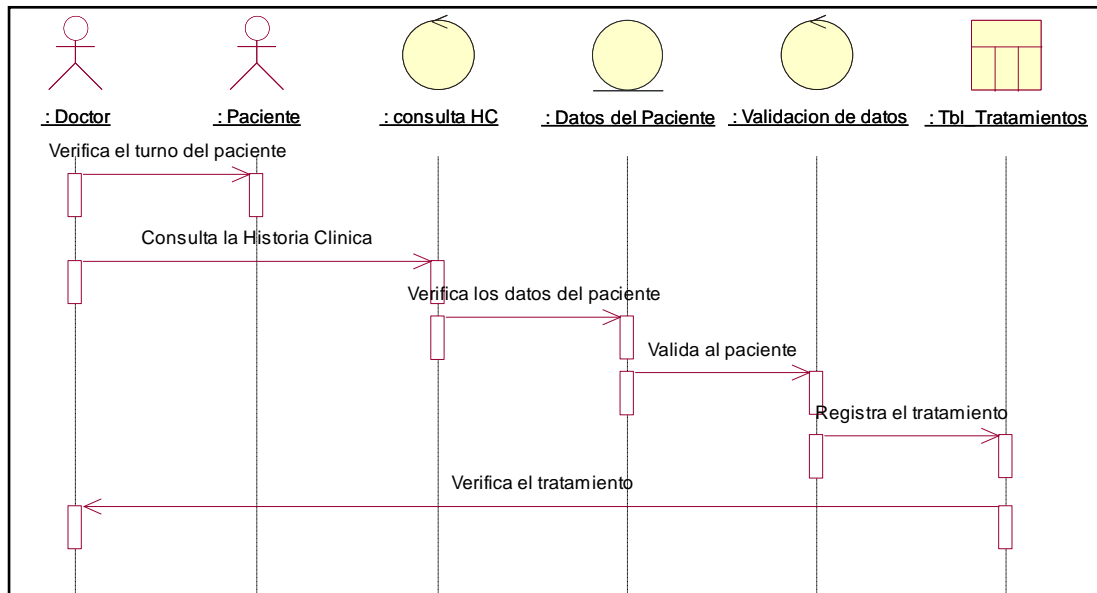 : Doctor
: Paciente
: consulta HC
: Datos del Paciente
: Validacion de datos
: Tbl_Tratamientos
Verifica el turno del paciente
Consulta la Historia Clinica
Verifica los datos del paciente
Valida al paciente
Registra el tratamiento
Verifica el tratamiento